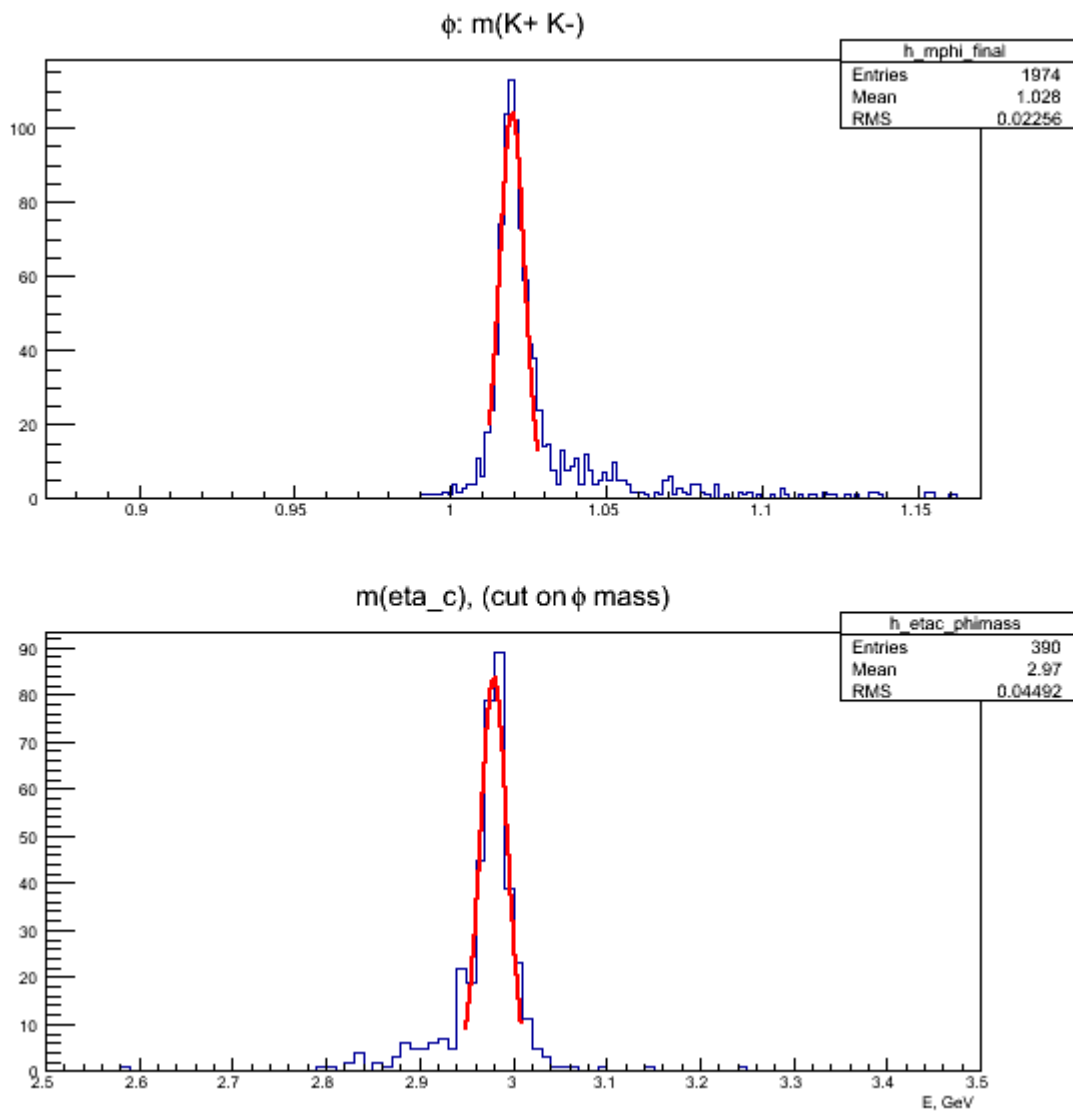 ϕ: m(K+ K-)
h_mphi_final
Entries 1974
Mean 1.028
RMS 0.02256
100
80
60
40
20
0
0.9 0.95 1 1.05 1.1 1.15
m(eta_c), (cut on ϕ mass)
h_etac_phimass
Entries 390
Mean 2.97
RMS 0.04492
90
80
70
60
50
40
30
20
10
0
2.5 2.6 2.7 2.8 2.9 3 3.1 3.2 3.3 3.4 3.5
E, GeV